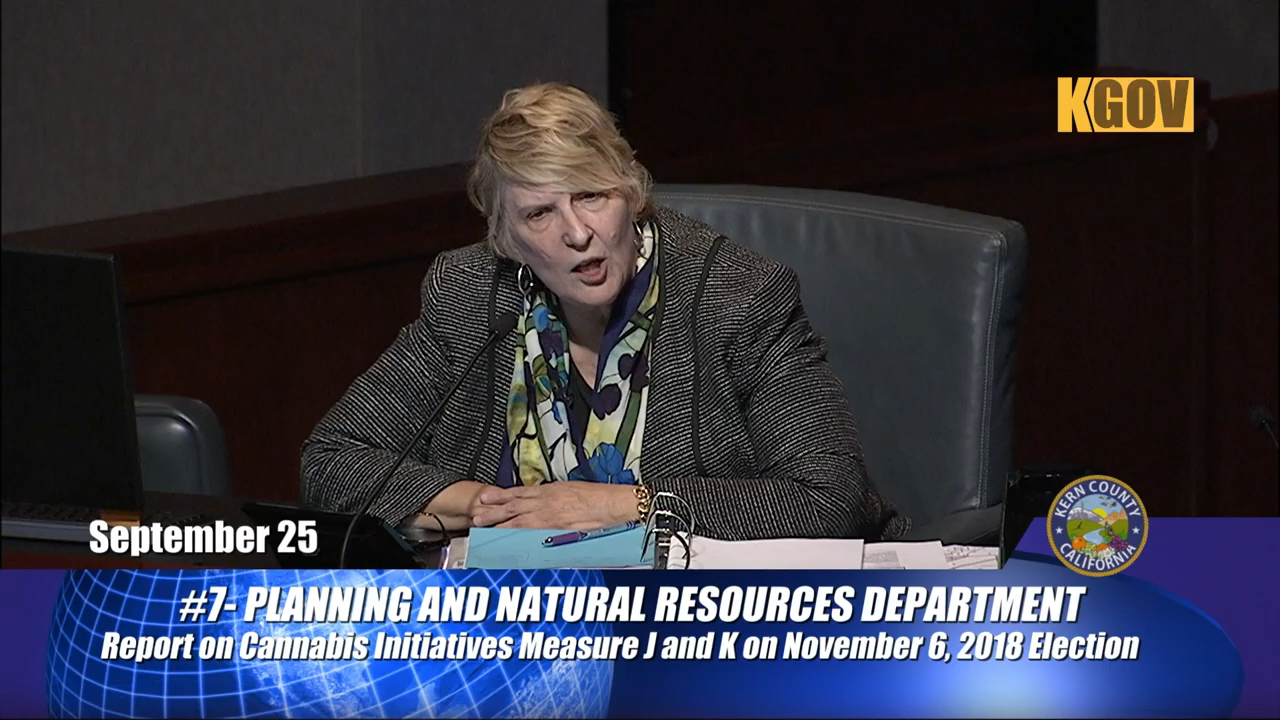 KGOV
KERN COUNTY
CALIFORNIA
September 25
#7- PLANNING AND NATURAL RESOURCES DEPARTMENT
Report on Cannabis Initiatives Measure J and K on November 6, 2018 Election